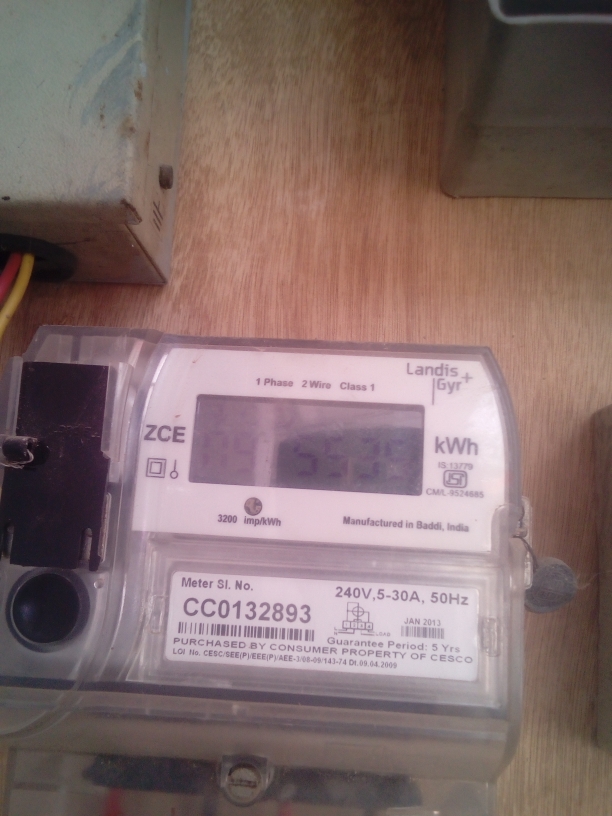 Landis
Gyr+
1 Phase 2 Wire Class 1
ZCE
kWh
IS 13779
CM/L-9524685
3200 imp/kWh
Manufactured in Baddi, India
Meter Sl. No.
240V,5-30A, 50Hz
CC0132893
LOAD
JAN 2013
Guarantee Period: 5 Yrs
PURCHASED BY CONSUMER PROPERTY OF CESCO